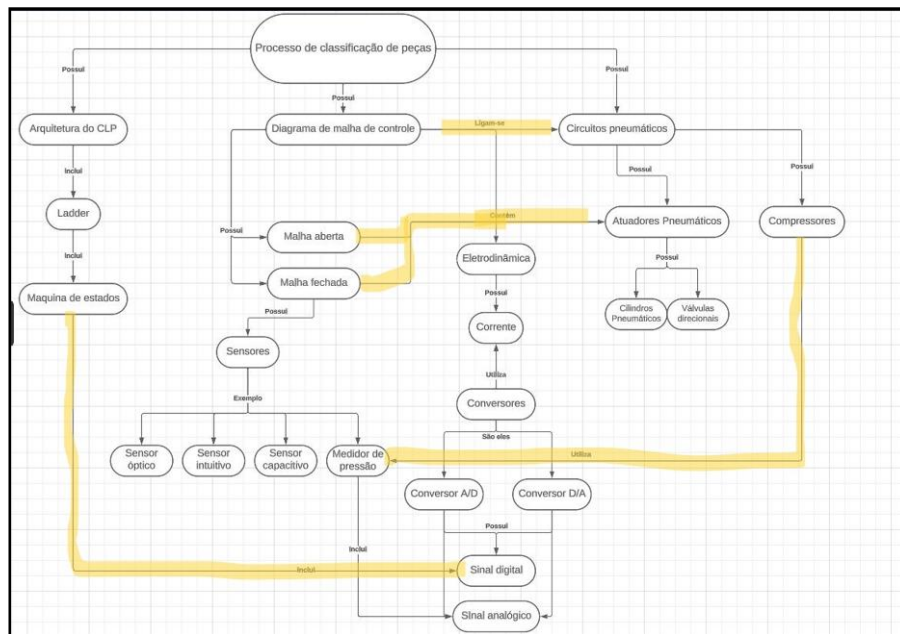 Processo de classificação de peças
Possui
Possui
Possui
Arquitetura do CLP
Diagrama de malha de controle
Ligam-se
Circuitos pneumáticos
Inclui
Possui
Possui
Ladder
Contém
Atuadores Pneumáticos
Compressores
Possui
Malha aberta
Inclui
Eletrodinâmica
Possui
Malha fechada
Maquina de estados
Possui
Possui
Cilindros
Pneumáticos
Válvulas
direcionais
Corrente
Sensores
Utiliza
Exemplo
Conversores
São eles
Sensor
óptico
Sensor
intuitivo
Sensor
capacitivo
Medidor de
pressão
Utiliza
Conversor A/D
Conversor D/A
Possui
Inclui
Inclui
Sinal digital
SInal analógico